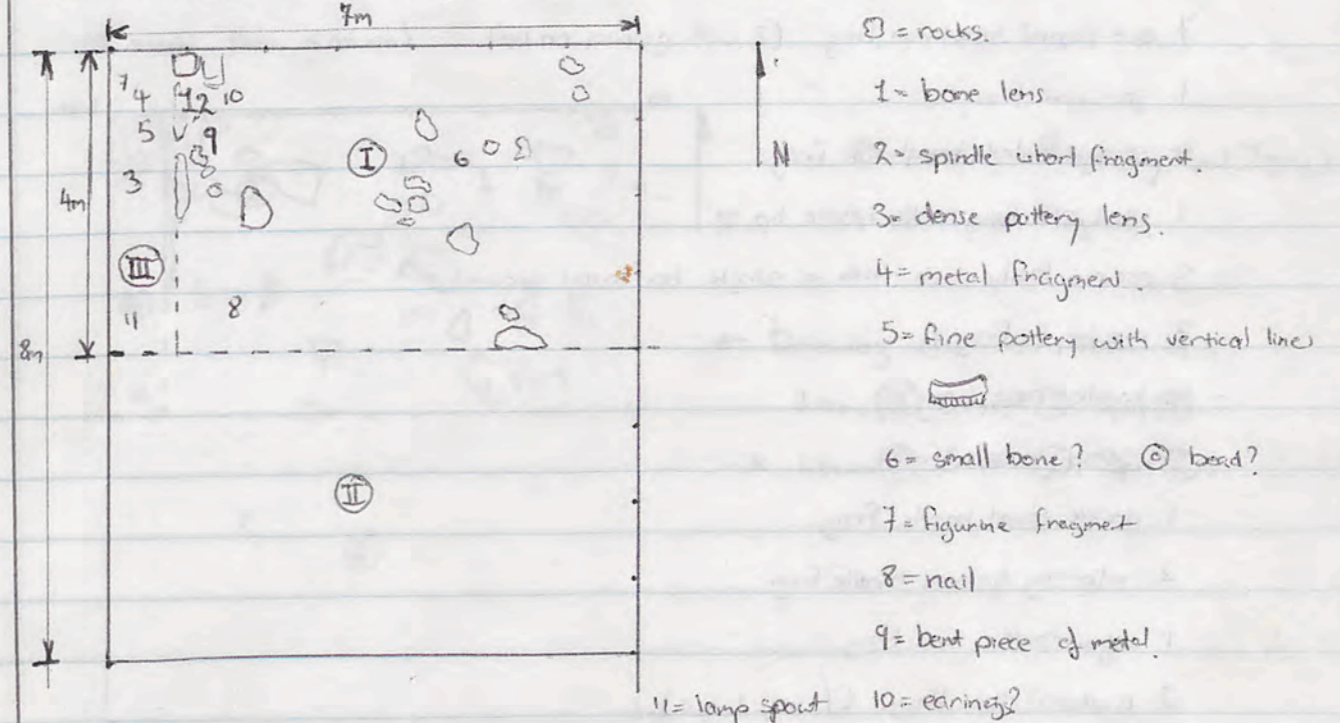 7m
▯ = rocks.
7
4 12 10
1 = bone lens
5 9
I
6
N
2 = spindle whorl fragment.
3
4m
3 = dense pottery lens.
III
4 = metal fragment.
11
8
8m
5 = fine pottery with vertical lines
6 = small bone? ◎ bead?
II
7 = figurine fragment
8 = nail
9 = bent piece of metal.
11 = lamp spout 10 = earings?